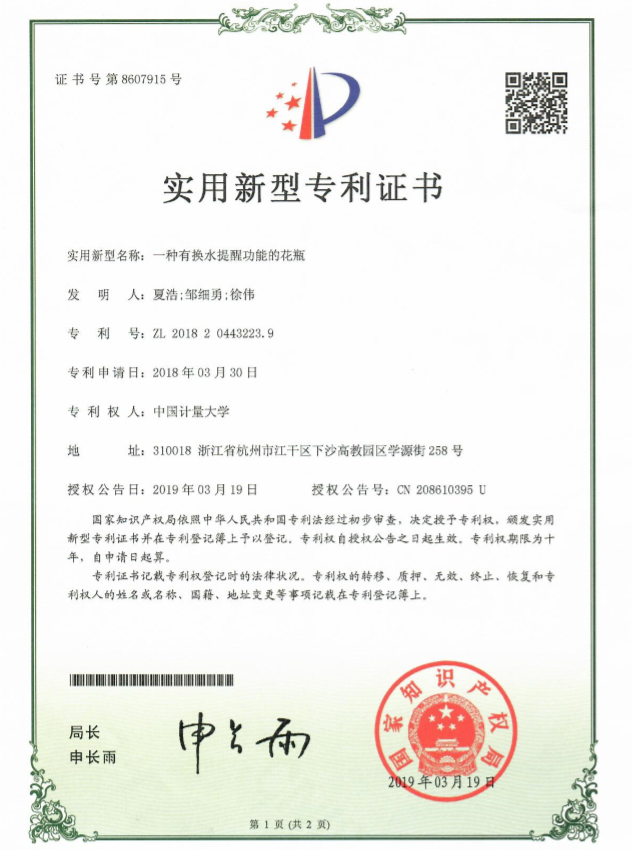 证书号第8607915号
实用新型专利证书
实用新型名称：一种有换水提醒功能的花瓶
发明人：夏浩;邹细勇;徐伟
专利号：ZL 2018 2 0443223.9
专利申请日：2018年03月30日
专利权人：中国计量大学
地址：310018 浙江省杭州市江干区下沙高教园区学源街258号
授权公告日：2019年03月19日 授权公告号：CN 208610395 U
国家知识产权局依照中华人民共和国专利法经过初步审查，决定授予专利权，颁发实用
新型专利证书并在专利登记簿上予以登记。专利权自授权公告之日起生效。专利权期限为十
年，自申请日起算。
专利证书记载专利权登记时的法律状况。专利权的转移、质押、无效、终止、恢复和专
利权人的姓名或名称、国籍、地址变更等事项记载在专利登记簿上。
局长
申长雨
申长雨
国家知识产权局
2019年03月19日
第1页(共2页)